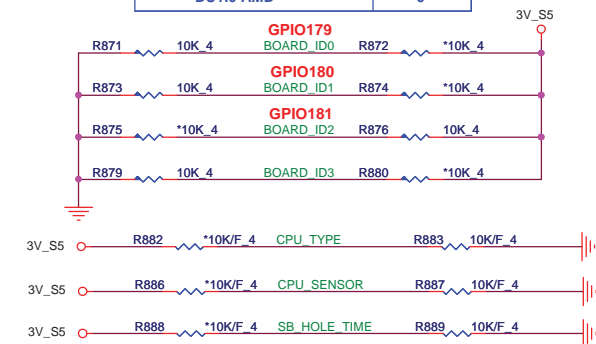 3V_S5
GPIO179
R871 10K_4 BOARD_ID0 R872 *10K_4
GPIO180
R873 10K_4 BOARD_ID1 R874 *10K_4
GPIO181
R875 *10K_4 BOARD_ID2 R876 10K_4
R879 10K_4 BOARD_ID3 R880 *10K_4
3V_S5 R882 *10K/F_4 CPU_TYPE R883 10K/F_4
3V_S5 R886 *10K/F_4 CPU_SENSOR R887 10K/F_4
3V_S5 R888 *10K/F_4 SB_HOLE_TIME R889 10K/F_4